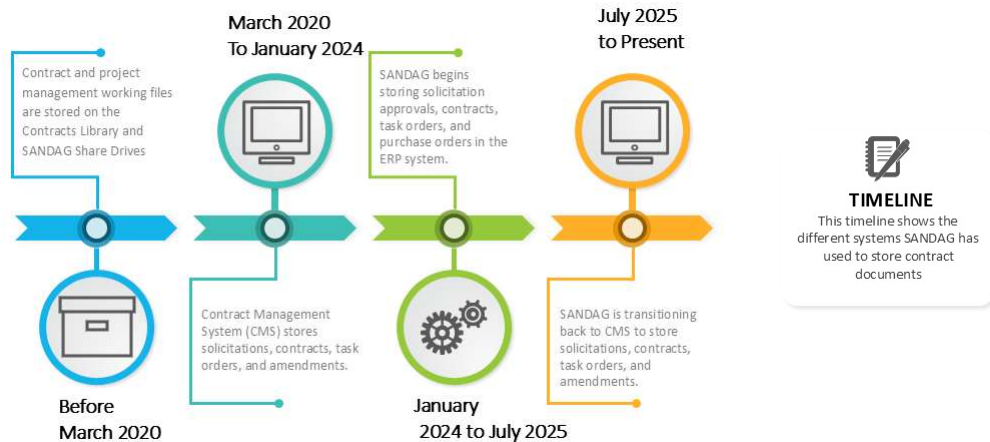 Before
March 2020
Contract and project
management working files
are stored on the
Contracts Library and
SANDAG Share Drives
March 2020
To January 2024
Contract Management
System (CMS) stores
solicitations, contracts, task
orders, and amendments.
January
2024 to July 2025
SANDAG begins
storing solicitation
approvals, contracts,
task orders, and
purchase orders in the
ERP system.
July 2025
to Present
SANDAG is transitioning
back to CMS to store
solicitations, contracts,
task orders, and
amendments.
TIMELINE
This timeline shows the
different systems SANDAG has
used to store contract
documents